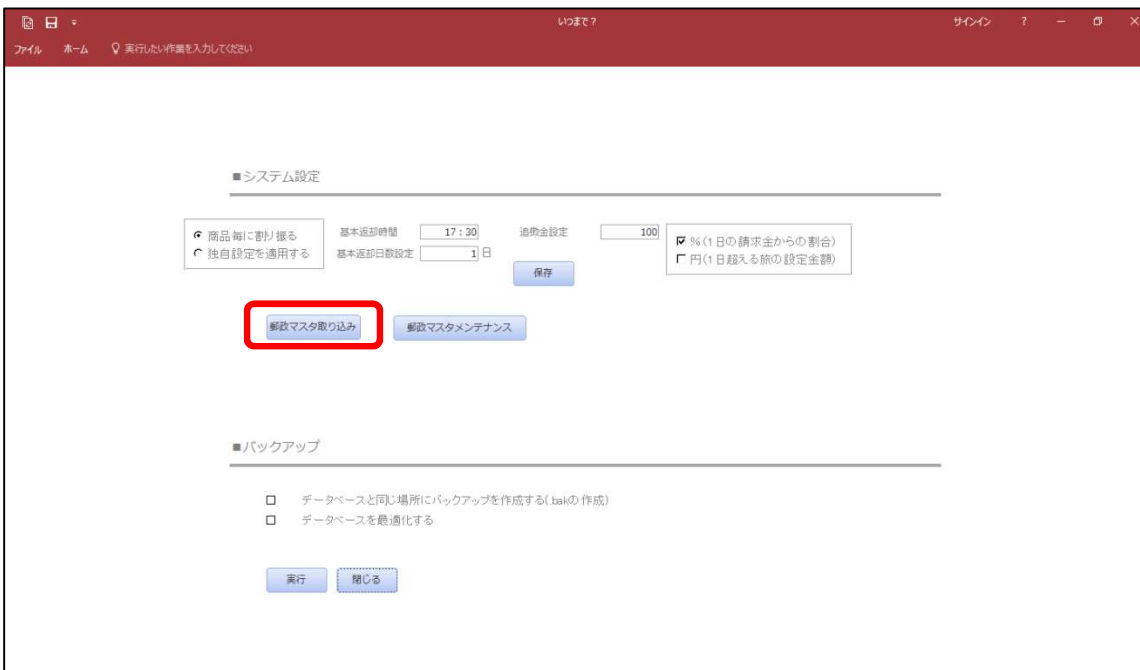 いつまで?
サインイン ?
ファイル ホーム 実行したい作業を入力してください
■システム設定
商品毎に割り振る
独自設定を適用する
基本返却時間 17:30
基本返却日数設定 1 日
追徴金設定 100
%(1日の請求金からの割合)
円(1日超える旅の設定金額)
保存
郵政マスタ取り込み 郵政マスタメンテナンス
■バックアップ
データベースと同じ場所にバックアップを作成する(.bakの作成)
データベースを最適化する
実行 閉じる